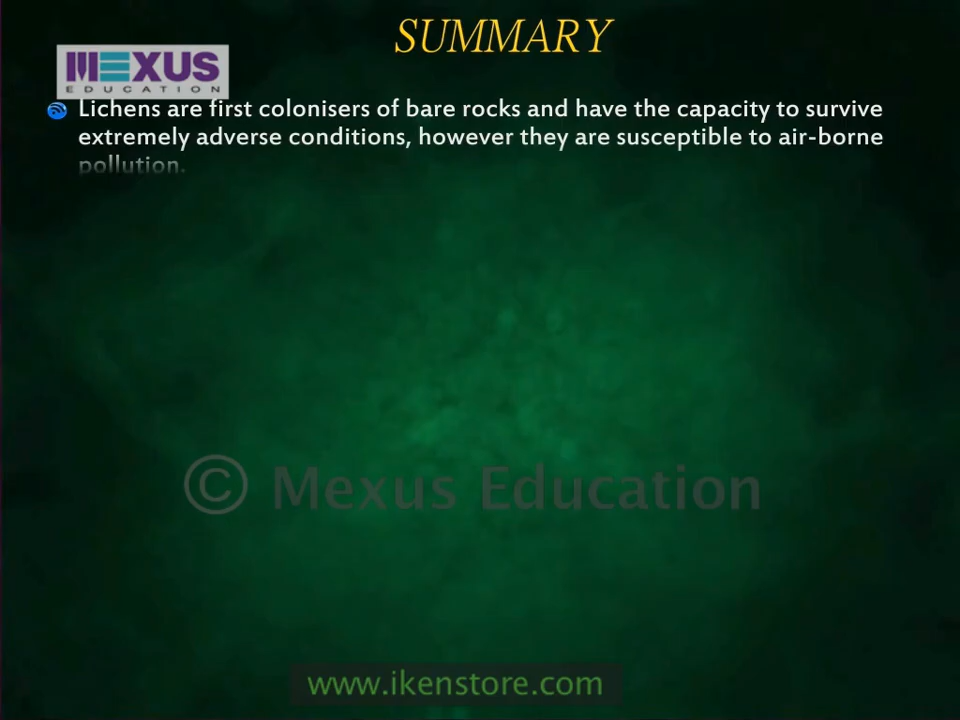 SUMMARY
MEXUS
EDUCATION
Lichens are first colonisers of bare rocks and have the capacity to survive
extremely adverse conditions, however they are susceptible to air-borne
pollution.
© Mexus Education
www.ikenstore.com